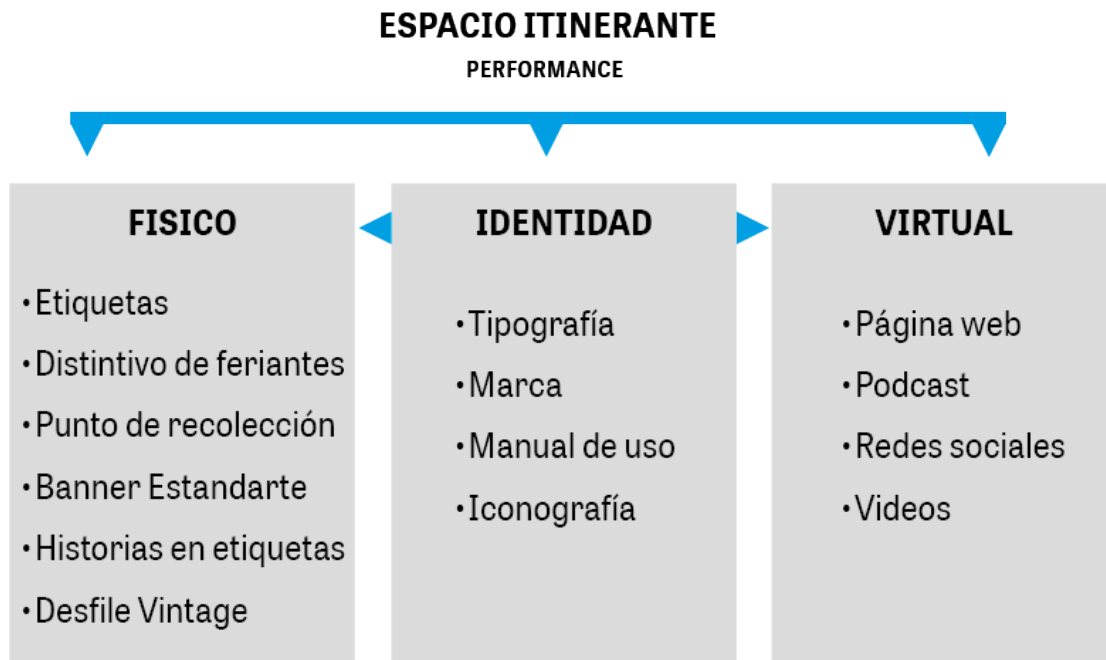 ESPACIO ITINERANTE
PERFORMANCE
FISICO
• Etiquetas
• Distintivo de feriantes
• Punto de recolección
• Banner Estandarte
• Historias en etiquetas
• Desfile Vintage
IDENTIDAD
• Tipografía
• Marca
• Manual de uso
• Iconografía
VIRTUAL
• Página web
• Podcast
• Redes sociales
• Videos